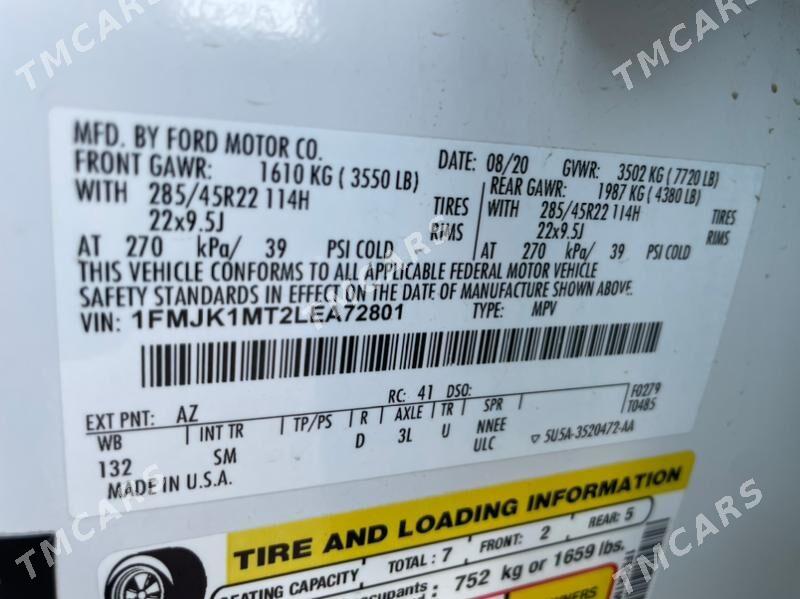 TMCARS
TMCARS
MFD. BY FORD MOTOR CO.
DATE: 08/20 GVWR: 3502 KG (7720 LB)
FRONT GAWR: 1610 KG (3550 LB)
REAR GAWR: 1987 KG (4380 LB)
WITH 285/45R22 114H TIRES
WITH 285/45R22 114H TIRES
22x9.5J RIMS
22x9.5J RIMS
AT 270 kPa/ 39 PSI COLD
AT 270 kPa/ 39 PSI COLD
TMCARS
TMCARS
THIS VEHICLE CONFORMS TO ALL APPLICABLE FEDERAL MOTOR VEHICLE
SAFETY STANDARDS IN EFFECT ON THE DATE OF MANUFACTURE SHOWN ABOVE.
VIN: 1FMJK1MT2LEA72801 TYPE: MPV
EXT PNT: AZ RC: 41 DSO:
F0279
T0485
WB INT TR TP/PS R AXLE TR SPR
132 SM D 3L U NNEE
ULC
5U5A-3520472-AA
MADE IN U.S.A.
TMCARS
TMCARS
TIRE AND LOADING INFORMATION
SEATING CAPACITY TOTAL: 7 FRONT: 2 REAR: 5
752 kg or 1659 lbs.
TMCARS
TMCARS